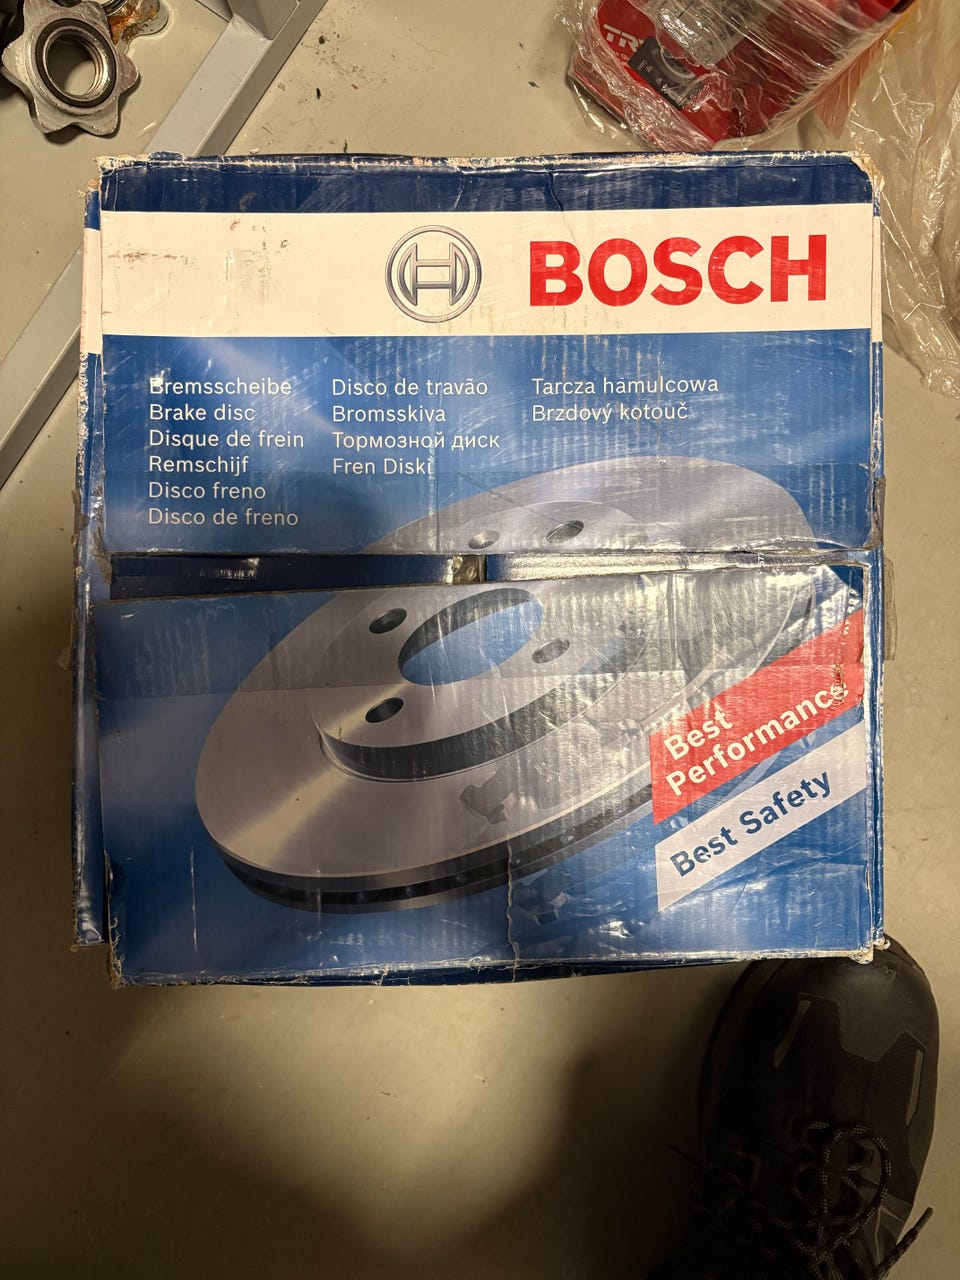 TRW
BOSCH
Bremsscheibe
Brake disc
Disque de frein
Remschijf
Disco freno
Disco de freno
Disco de travão
Bromsskiva
Тормозной диск
Fren Diski
Tarcza hamulcowa
Brzdový kotouč
Best
Performance
Best Safety